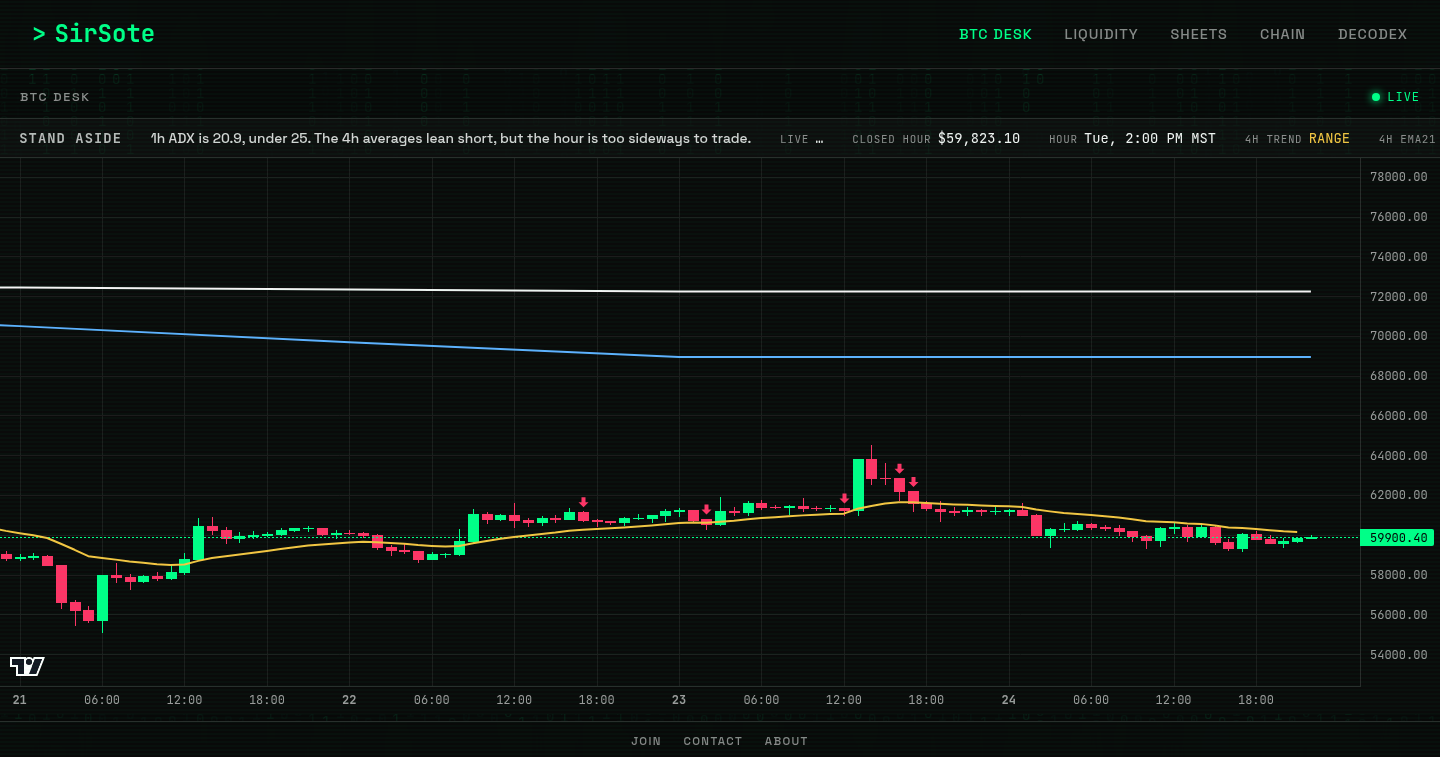 > SirSote
BTC DESK LIQUIDITY SHEETS CHAIN DECODEX
BTC DESK
LIVE
STAND ASIDE 1h ADX is 20.9, under 25. The 4h averages lean short, but the hour is too sideways to trade. LIVE … CLOSED HOUR $59,823.10 HOUR Tue, 2:00 PM MST 4H TREND RANGE 4H EMA21
78000.00
76000.00
74000.00
72000.00
70000.00
68000.00
66000.00
64000.00
62000.00
59900.40
58000.00
56000.00
54000.00
21 06:00 12:00 18:00 22 06:00 12:00 18:00 23 06:00 12:00 18:00 24 06:00 12:00 18:00
JOIN CONTACT ABOUT